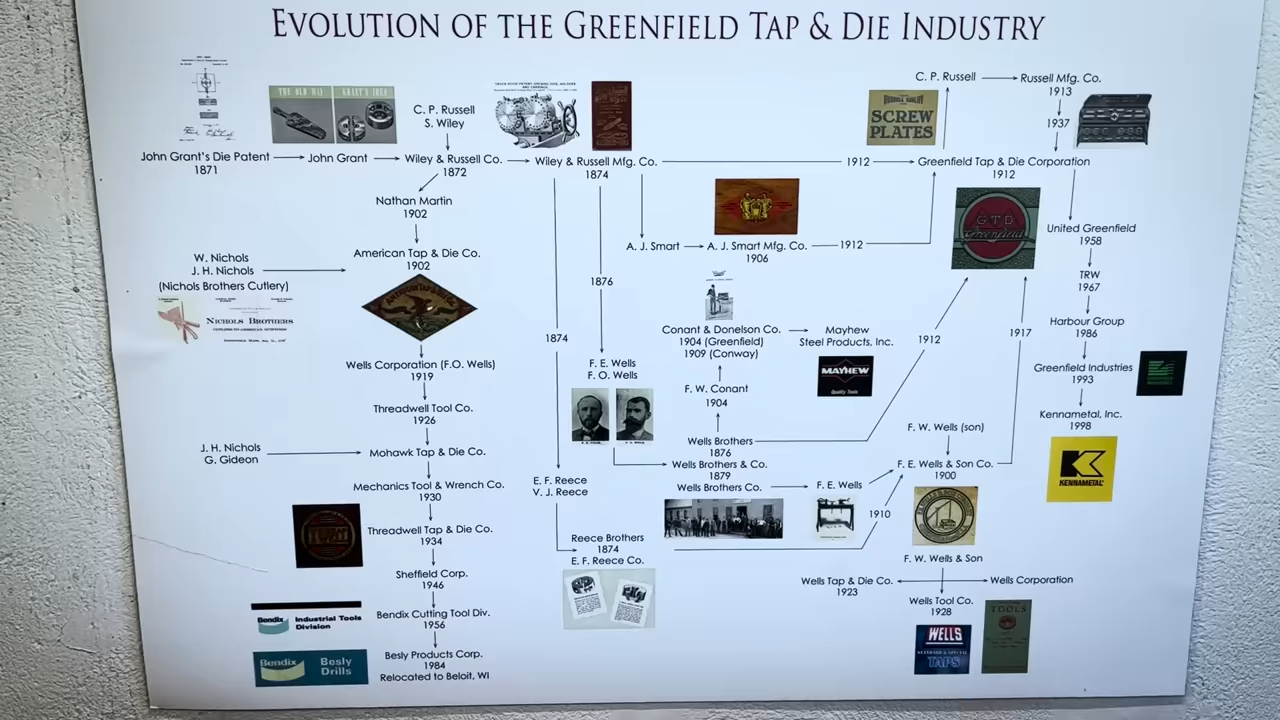 EVOLUTION OF THE GREENFIELD TAP & DIE INDUSTRY
THE OLD WAY
GRANT'S IDEA
C. P. Russell
S. Wiley
John Grant's Die Patent
1871
John Grant
Wiley & Russell Co.
1872
Wiley & Russell Mfg. Co.
1874
1912
SCREW
PLATES
C. P. Russell
Russell Mfg. Co.
1913
1937
Greenfield Tap & Die Corporation
1912
Nathan Martin
1902
American Tap & Die Co.
1902
AMERICAN TAP & DIE CO.
W. Nichols
J. H. Nichols
(Nichols Brothers Cutlery)
NICHOLS BROTHERS
A. J. Smart
A. J. Smart Mfg. Co.
1906
1912
GTD
Greenfield
United Greenfield
1958
TRW
1967
Harbour Group
1986
Greenfield Industries
1993
Kennametal, Inc.
1998
KENNAMETAL
1876
1874
F. E. Wells
F. O. Wells
Conant & Donelson Co.
1904 (Greenfield)
1909 (Conway)
Mayhew
Steel Products, Inc.
MAYHEW
Quality Tools
F. W. Conant
1904
1912
1917
Wells Corporation (F.O. Wells)
1919
Threadwell Tool Co.
1926
J. H. Nichols
G. Gideon
Mohawk Tap & Die Co.
Mechanics Tool & Wrench Co.
1930
Threadwell Tap & Die Co.
1934
Sheffield Corp.
1946
Bendix Cutting Tool Div.
1956
Bendix
Industrial Tools
Division
Besly Products Corp.
1984
Relocated to Beloit, WI
Bendix
Besly
Drills
E. F. Reece
V. J. Reece
Reece Brothers
1874
E. F. Reece Co.
Wells Brothers
1876
Wells Brothers & Co.
1879
Wells Brothers Co.
F. E. Wells
F. W. Wells (son)
F. E. Wells & Son Co.
1900
1910
F. W. Wells & Son
Wells Tap & Die Co.
1923
Wells Corporation
Wells Tool Co.
1928
WELLS
TAPS
TOOLS